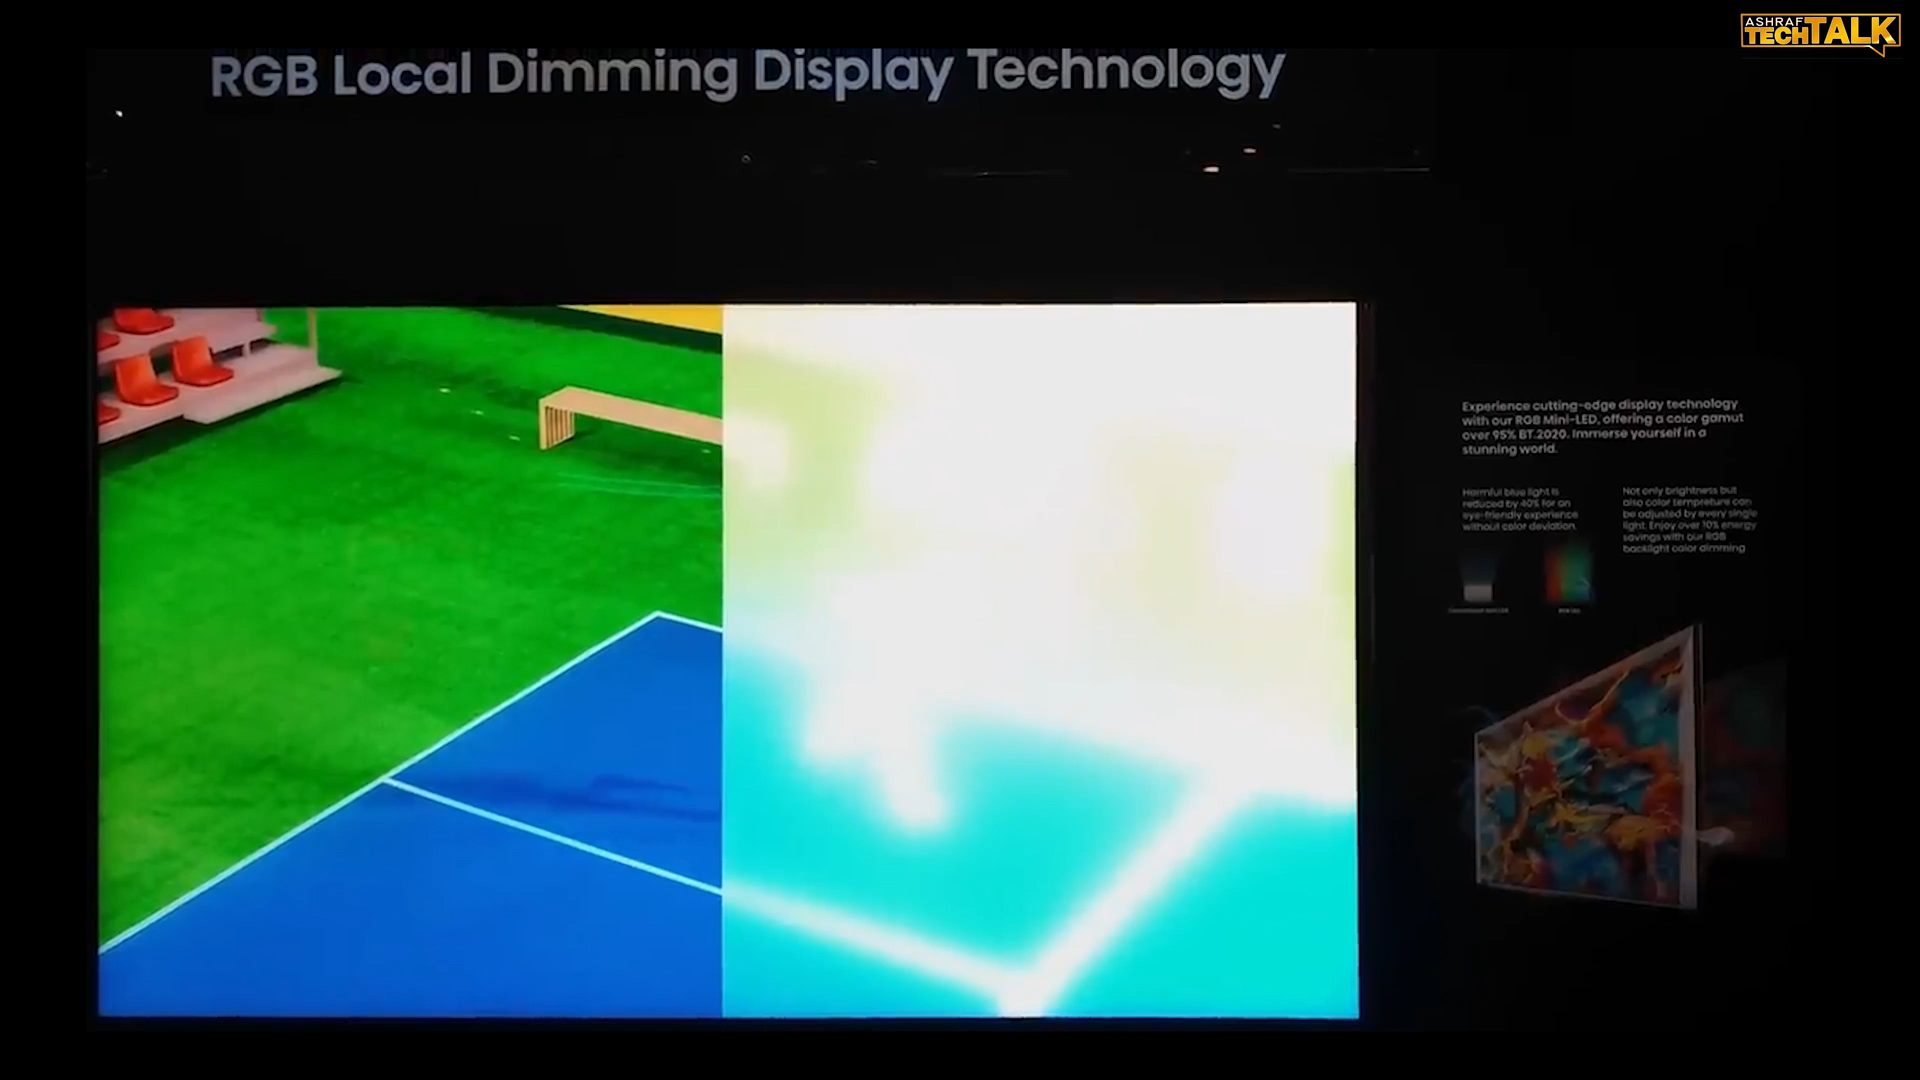 ASHRAF
TECHTALK
RGB Local Dimming Display Technology
Experience cutting-edge display technology
with our RGB Mini-LED, offering a color gamut
over 95% BT.2020. Immerse yourself in a
stunning world.
Harmful blue light is
reduced by 40% for an
eye-friendly experience
without color deviation.
Not only brightness but
also color tempreture can
be adjusted by every single
light. Enjoy over 10% energy
savings with our RGB
backlight color dimming